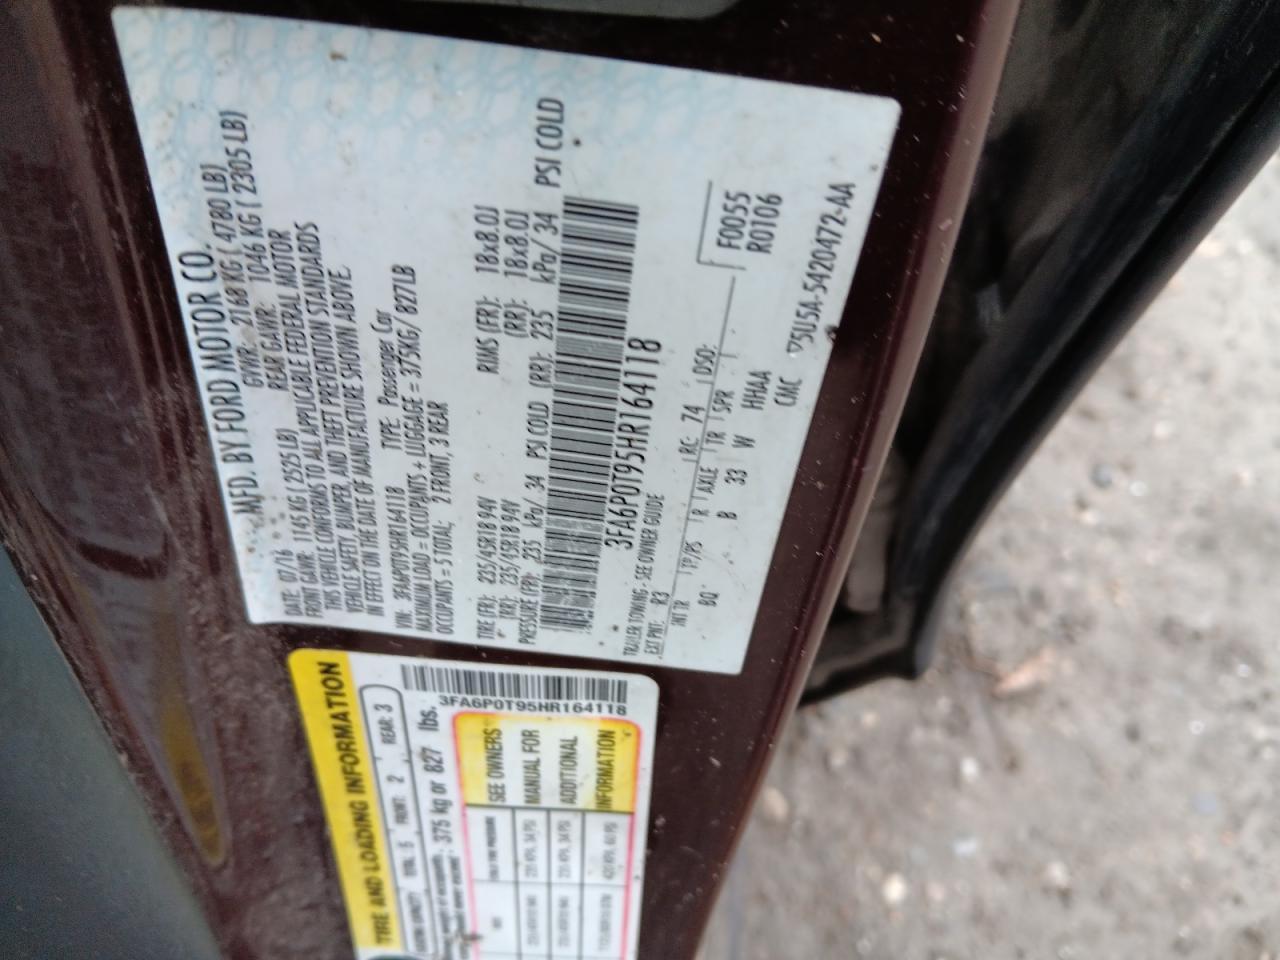 MFD. BY FORD MOTOR CO.
DATE: 07/16 GVWR: 2168 KG ( 4780 LB)
FRONT GAWR: 1145 KG ( 2525 LB) REAR GAWR: 1046 KG ( 2305 LB)
THIS VEHICLE CONFORMS TO ALL APPLICABLE FEDERAL MOTOR
VEHICLE SAFETY, BUMPER, AND THEFT PREVENTION STANDARDS
IN EFFECT ON THE DATE OF MANUFACTURE SHOWN ABOVE.
VIN: 3FA6P0T95HR164118 TYPE: Passenger Car
MAXIMUM LOAD = OCCUPANTS + LUGGAGE = 375KG/ 827LB
OCCUPANTS = 5 TOTAL; 2 FRONT, 3 REAR
TIRE (FR): 235/45R18 94V RIMS (FR): 18x8.0J
(RR): 235/45R18 94V (RR): 18x8.0J
PRESSURE (FR): 235 kPa/ 34 PSI COLD (RR): 235 kPa/ 34 PSI COLD
3FA6P0T95HR164118
TRAILER TOWING - SEE OWNER GUIDE
EXT PNT: R3 RC: 74 DSO: F0055
R0106
INT TR TP/PS R AXLE TR SPR
BQ B 33 W HHAA
CMC 5U5A-5420472-AA
TIRE AND LOADING INFORMATION
TOTAL: 5 FRONT: 2 REAR: 3
375 kg or 827 lbs.
3FA6P0T95HR164118
SEE OWNERS
MANUAL FOR
ADDITIONAL
INFORMATION